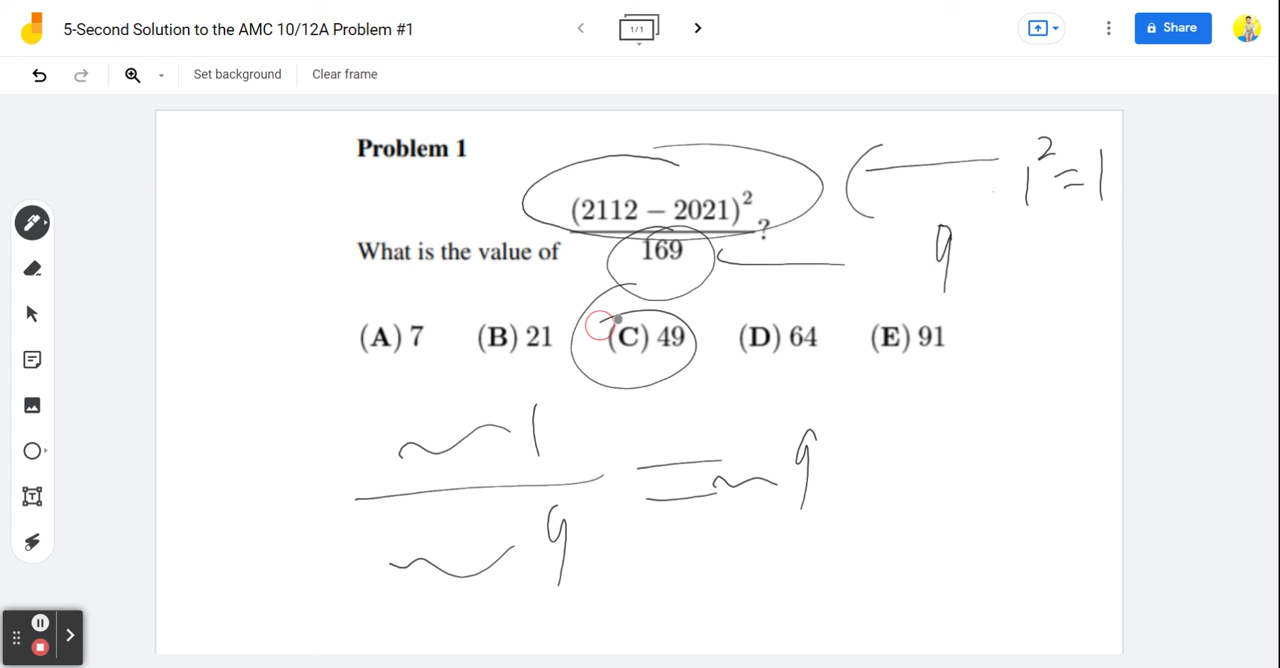 5-Second Solution to the AMC 10/12A Problem #1
1/1
Share
Set background
Clear frame
Problem 1
(2112 − 2021)²
What is the value of ?
169
1² = 1
9
(A) 7 (B) 21 (C) 49 (D) 64 (E) 91
~1
= ~9
~9